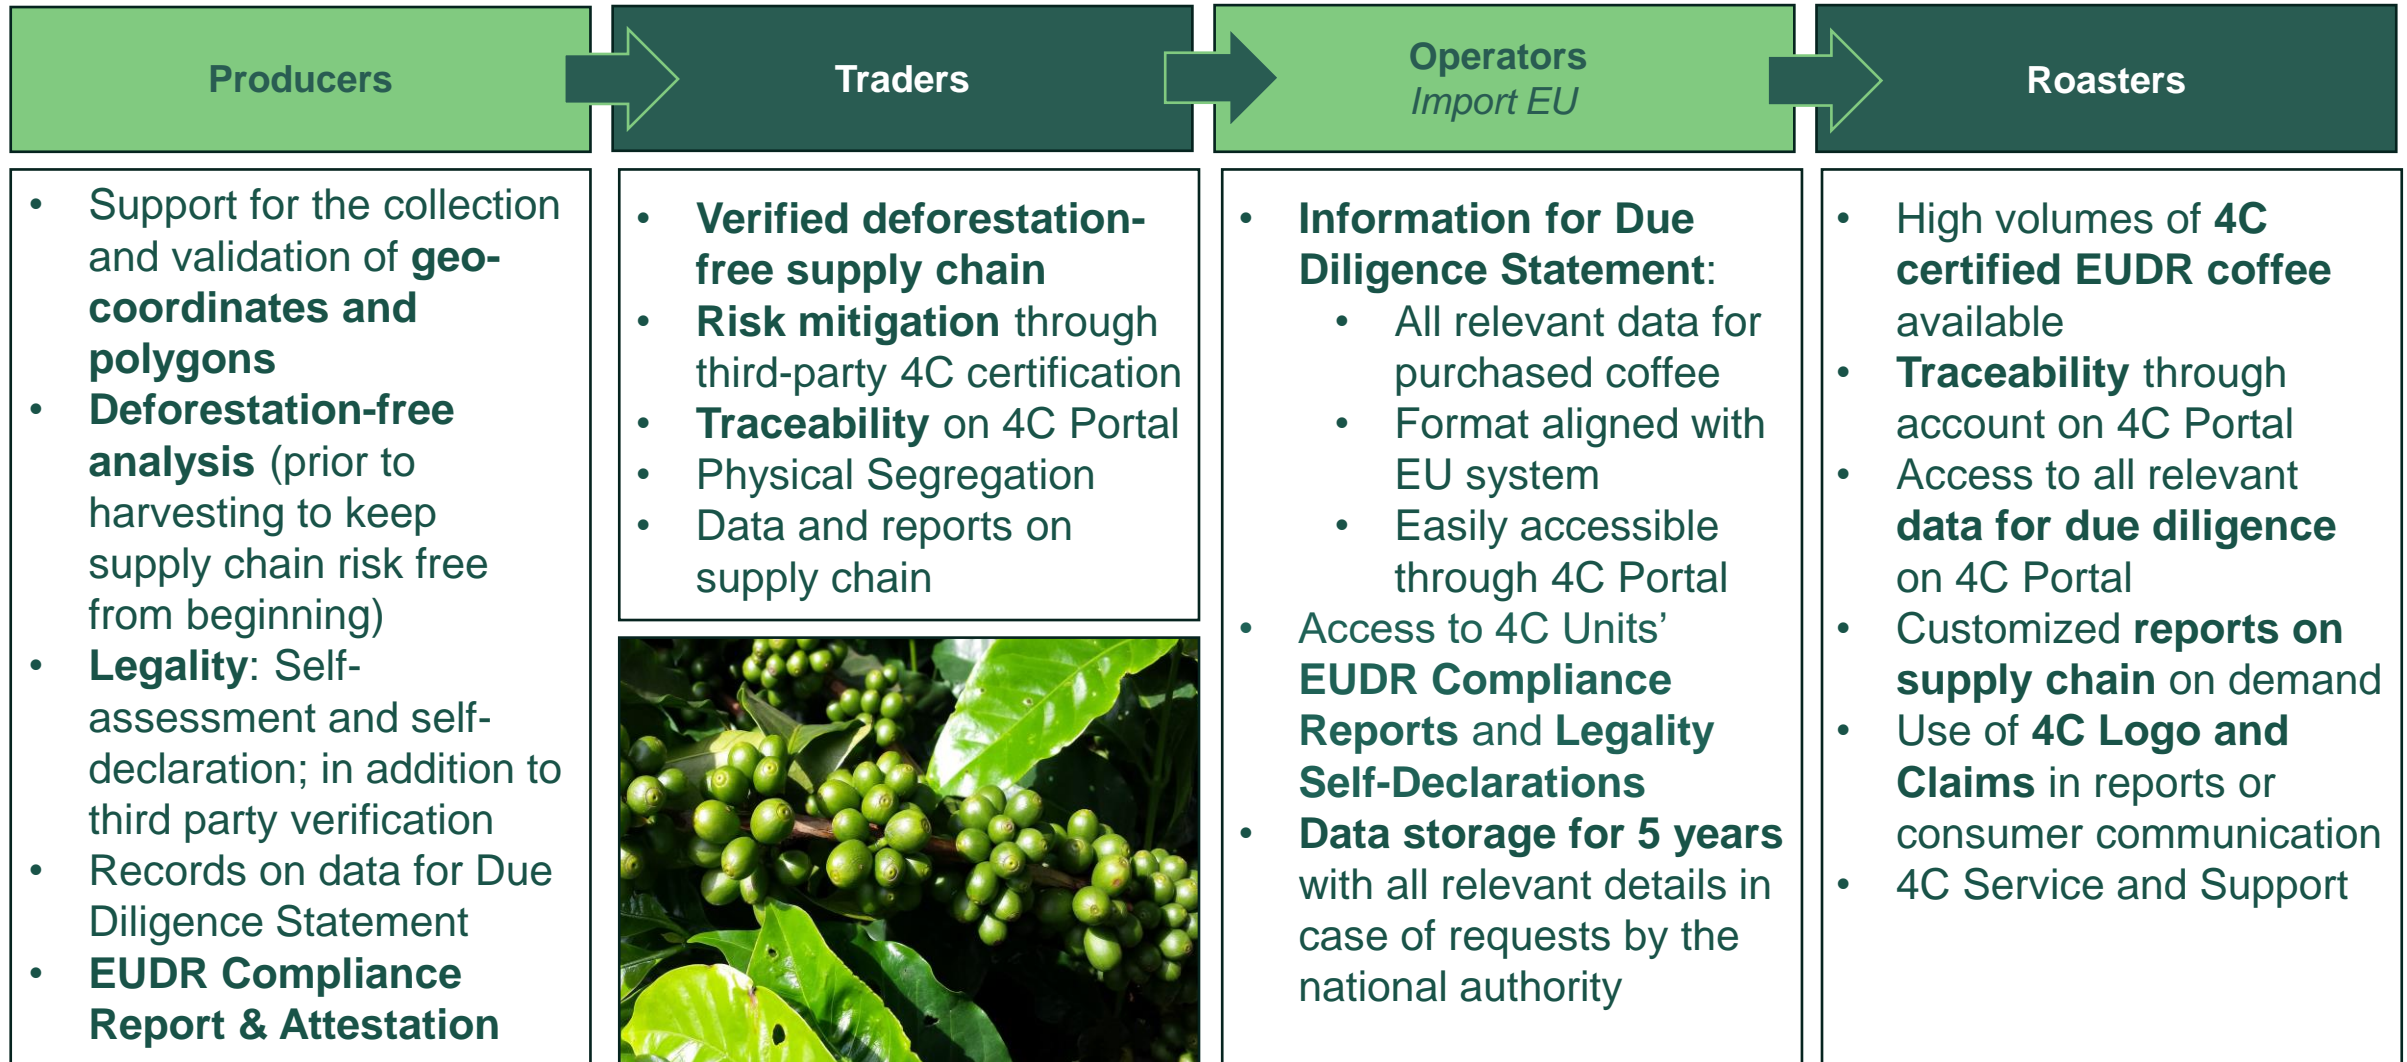 Producers
Traders
Operators
Import EU
Roasters
• Support for the collection
and validation of geo-
coordinates and
polygons
• Deforestation-free
analysis (prior to
harvesting to keep
supply chain risk free
from beginning)
• Legality: Self-
assessment and self-
declaration; in addition to
third party verification
• Records on data for Due
Diligence Statement
• EUDR Compliance
Report & Attestation
• Verified deforestation-
free supply chain
• Risk mitigation through
third-party 4C certification
• Traceability on 4C Portal
• Physical Segregation
• Data and reports on
supply chain
• Information for Due
Diligence Statement:
• All relevant data for
purchased coffee
• Format aligned with
EU system
• Easily accessible
through 4C Portal
• Access to 4C Units’
EUDR Compliance
Reports and Legality
Self-Declarations
• Data storage for 5 years
with all relevant details in
case of requests by the
national authority
• High volumes of 4C
certified EUDR coffee
available
• Traceability through
account on 4C Portal
• Access to all relevant
data for due diligence
on 4C Portal
• Customized reports on
supply chain on demand
• Use of 4C Logo and
Claims in reports or
consumer communication
• 4C Service and Support